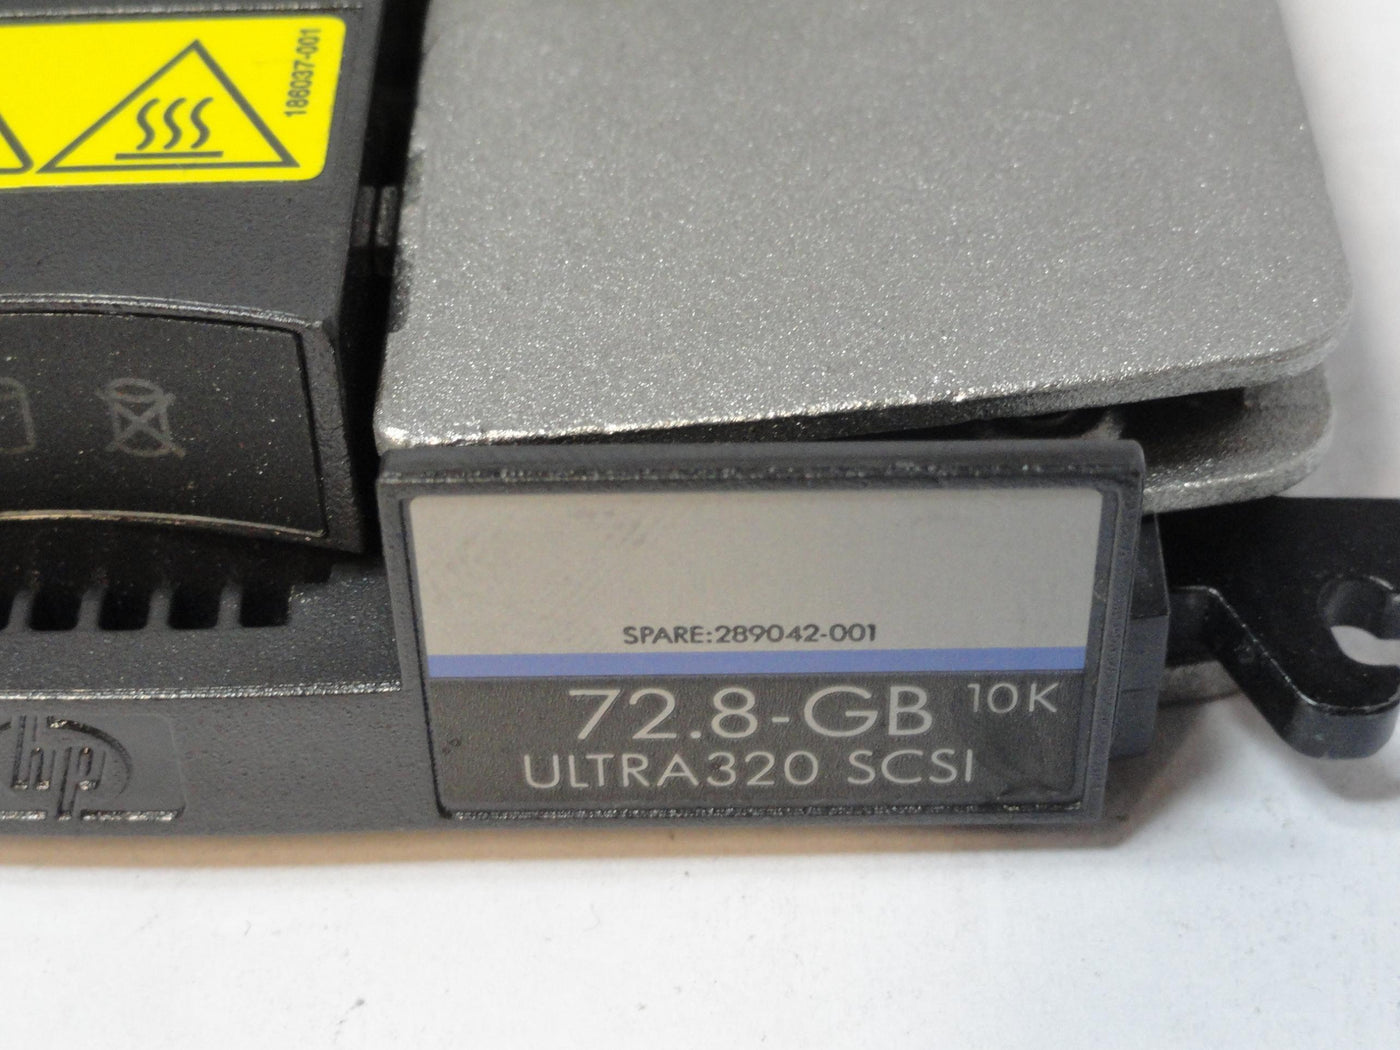 186037-001
SPARE:289042-001
72.8-GB 10K
ULTRA320 SCSI
hp